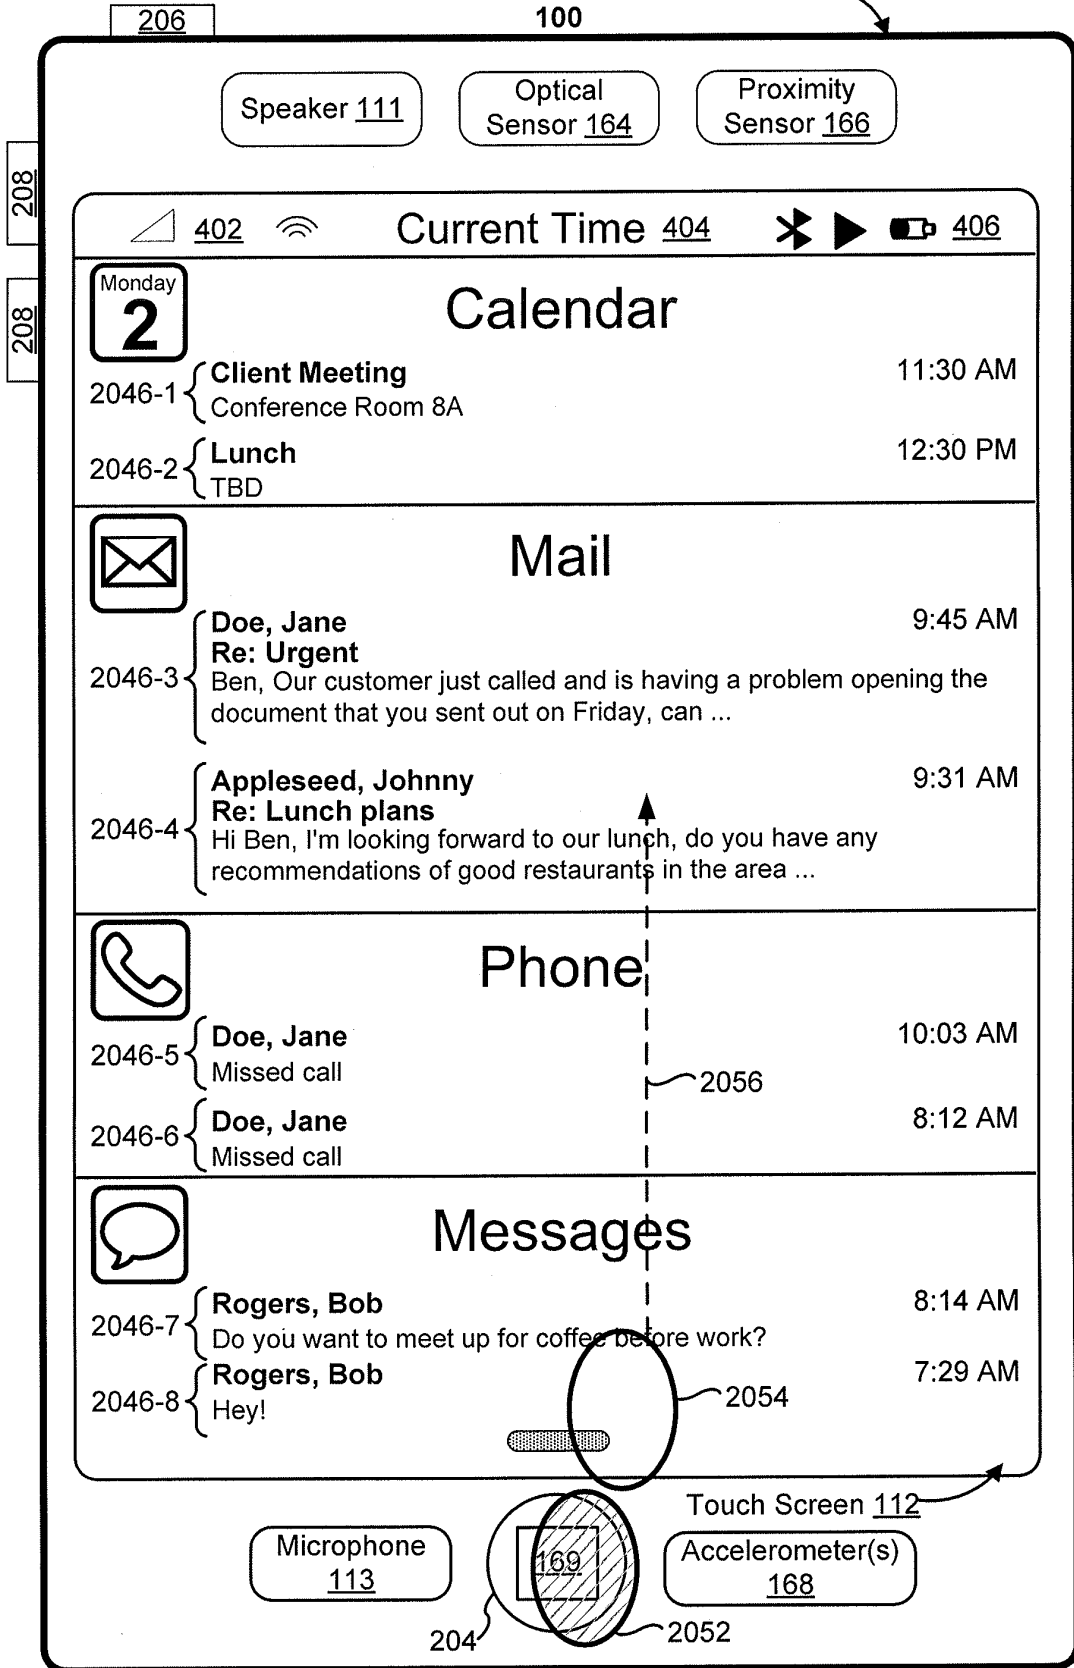 206
100
Speaker 111
Optical
Sensor 164
Proximity
Sensor 166
208
208
402
Current Time 404
406
Monday
2
Calendar
2046-1
Client Meeting
11:30 AM
Conference Room 8A
2046-2
Lunch
12:30 PM
TBD
Mail
2046-3
Doe, Jane
9:45 AM
Re: Urgent
Ben, Our customer just called and is having a problem opening the
document that you sent out on Friday, can ...
2046-4
Appleseed, Johnny
9:31 AM
Re: Lunch plans
Hi Ben, I'm looking forward to our lunch, do you have any
recommendations of good restaurants in the area ...
Phone
2046-5
Doe, Jane
10:03 AM
Missed call
2056
2046-6
Doe, Jane
8:12 AM
Missed call
Messages
2046-7
Rogers, Bob
8:14 AM
Do you want to meet up for coffee before work?
2046-8
Rogers, Bob
7:29 AM
Hey!
2054
Touch Screen 112
Microphone
113
169
Accelerometer(s)
168
204
2052